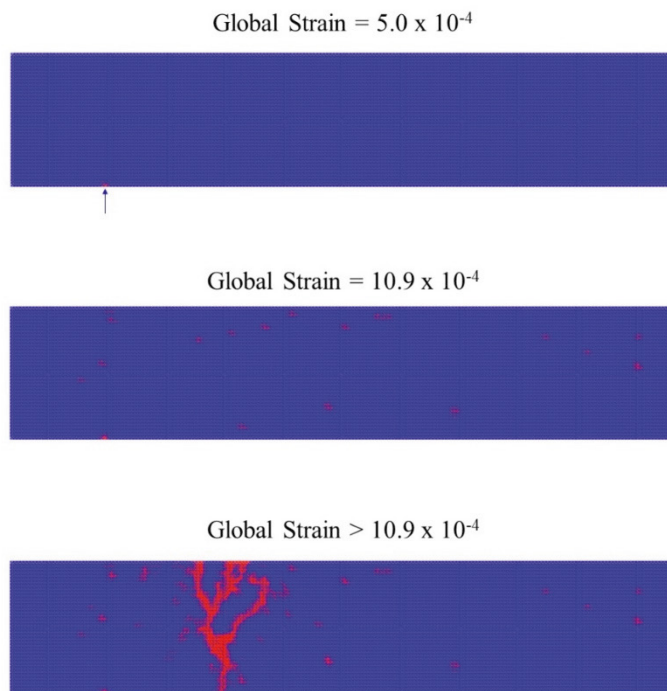 Global Strain = 5.0 x 10⁻⁴
Global Strain = 10.9 x 10⁻⁴
Global Strain > 10.9 x 10⁻⁴